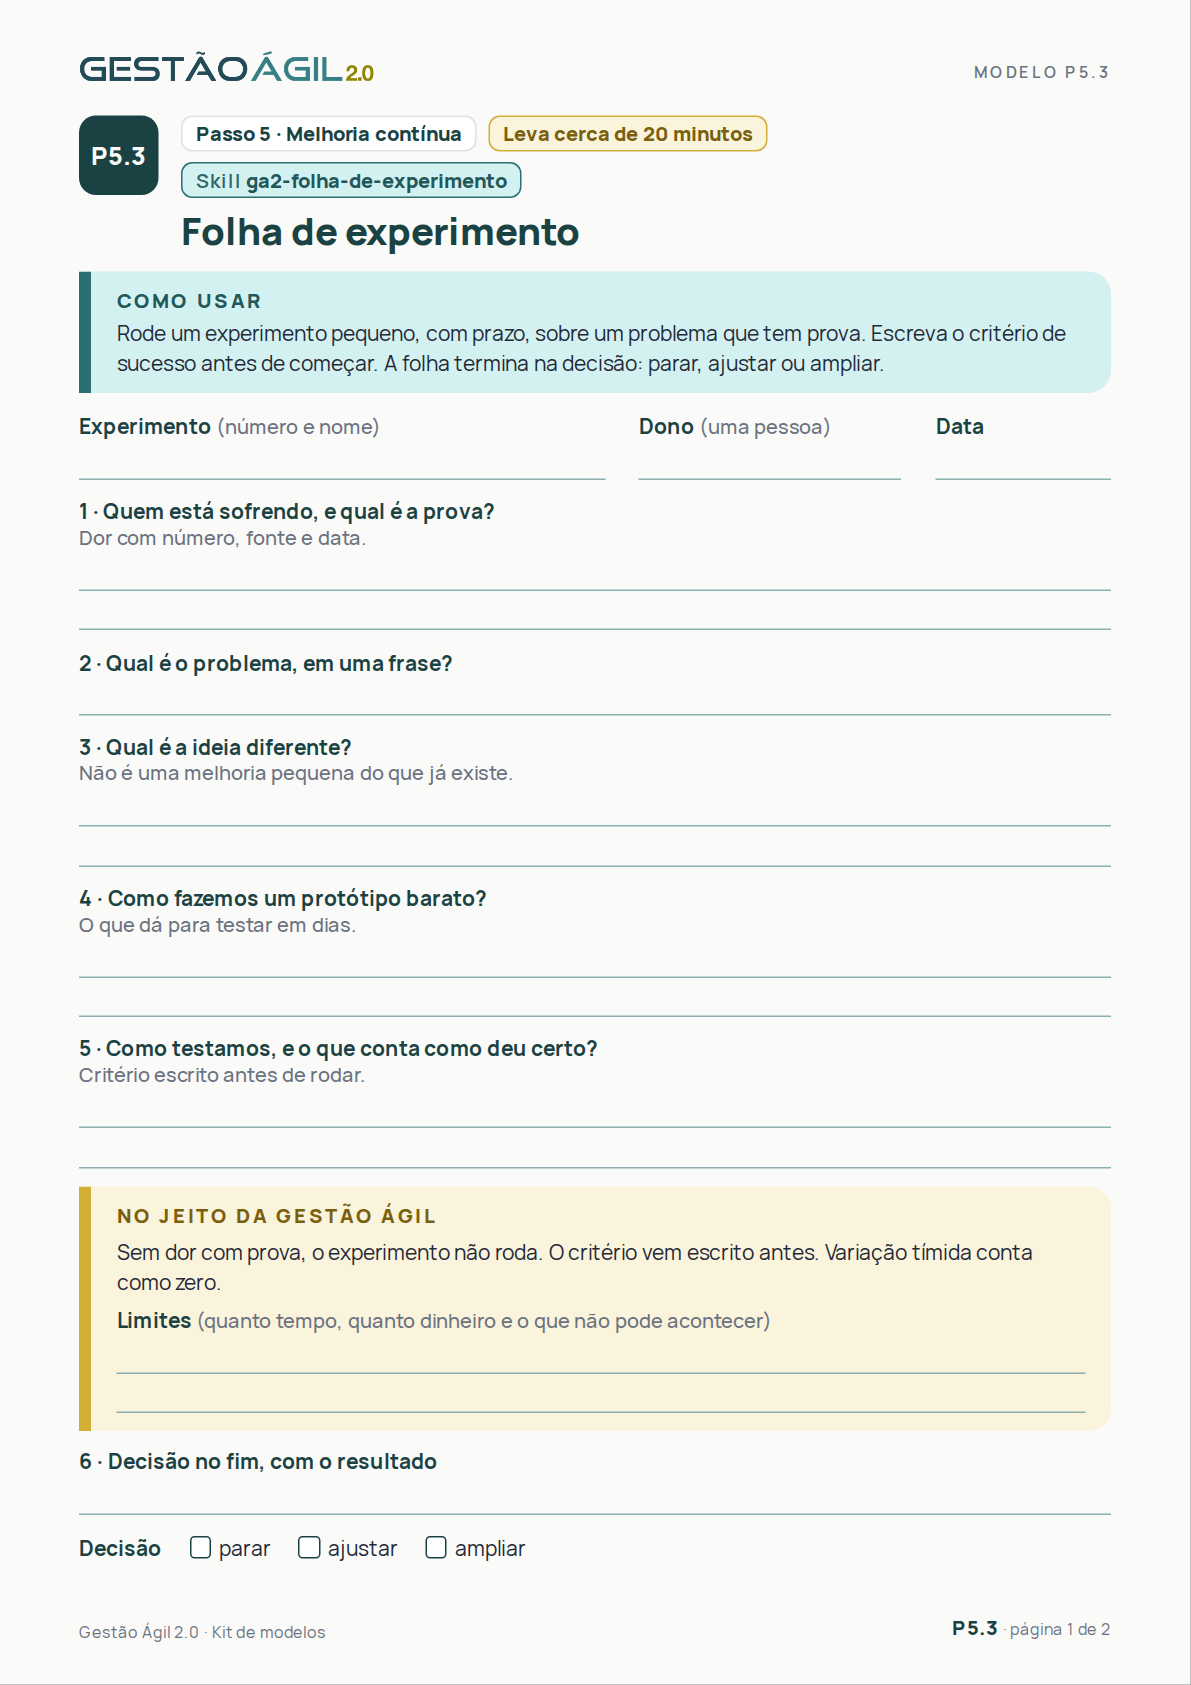 GESTÃOÁGIL2.0
MODELO P5.3
P5.3
Passo 5 · Melhoria contínua
Leva cerca de 20 minutos
Skill ga2-folha-de-experimento
Folha de experimento
COMO USAR
Rode um experimento pequeno, com prazo, sobre um problema que tem prova. Escreva o critério de
sucesso antes de começar. A folha termina na decisão: parar, ajustar ou ampliar.
Experimento (número e nome)
Dono (uma pessoa)
Data
1 · Quem está sofrendo, e qual é a prova?
Dor com número, fonte e data.
2 · Qual é o problema, em uma frase?
3 · Qual é a ideia diferente?
Não é uma melhoria pequena do que já existe.
4 · Como fazemos um protótipo barato?
O que dá para testar em dias.
5 · Como testamos, e o que conta como deu certo?
Critério escrito antes de rodar.
NO JEITO DA GESTÃO ÁGIL
Sem dor com prova, o experimento não roda. O critério vem escrito antes. Variação tímida conta
como zero.
Limites (quanto tempo, quanto dinheiro e o que não pode acontecer)
6 · Decisão no fim, com o resultado
Decisão parar ajustar ampliar
Gestão Ágil 2.0 · Kit de modelos
P5.3 · página 1 de 2